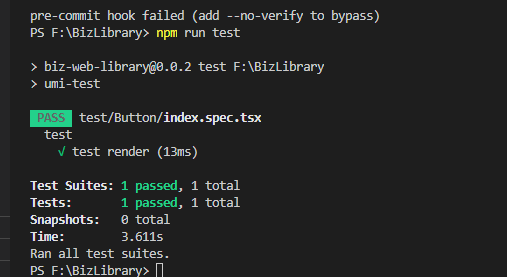 pre-commit hook failed (add --no-verify to bypass)
PS F:\BizLibrary> npm run test
> biz-web-library@0.0.2 test F:\BizLibrary
> umi-test
PASS test/Button/index.spec.tsx
test
√ test render (13ms)
Test Suites: 1 passed, 1 total
Tests: 1 passed, 1 total
Snapshots: 0 total
Time: 3.611s
Ran all test suites.
PS F:\BizLibrary>